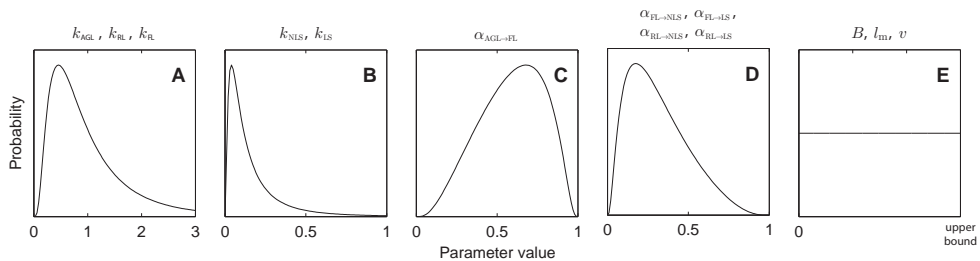 k_AGL, k_RL, k_FL
k_NLS, k_LS
α_AGL→FL
α_FL→NLS, α_FL→LS,
α_RL→NLS, α_RL→LS
B, l_m, v
A
B
C
D
E
Probability
0 1 2 3
0 0.5 1
0 0.5 1
0 0.5 1
0 upper
bound
Parameter value